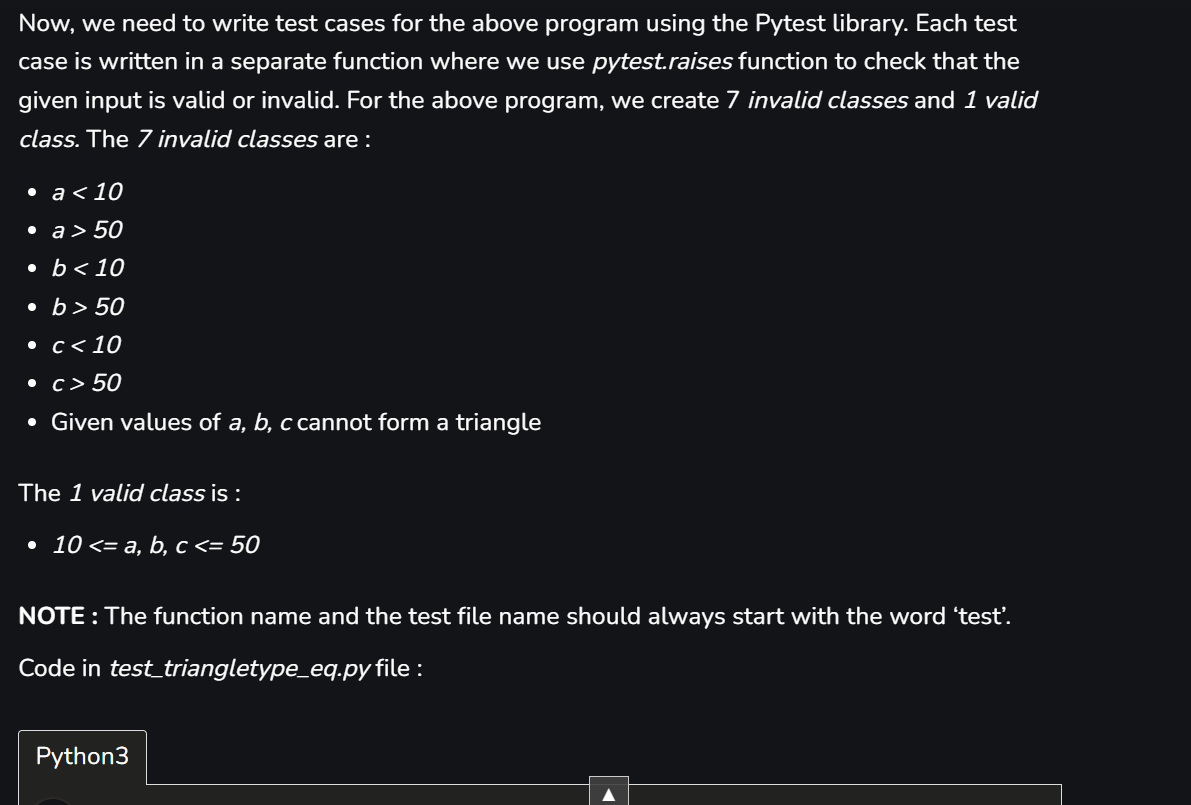 Now, we need to write test cases for the above program using the Pytest library. Each test
case is written in a separate function where we use pytest.raises function to check that the
given input is valid or invalid. For the above program, we create 7 invalid classes and 1 valid
class. The 7 invalid classes are :
• a < 10
• a > 50
• b < 10
• b > 50
• c < 10
• c > 50
• Given values of a, b, c cannot form a triangle
The 1 valid class is :
• 10 <= a, b, c <= 50
NOTE : The function name and the test file name should always start with the word ‘test’.
Code in test_triangletype_eq.py file :
Python3